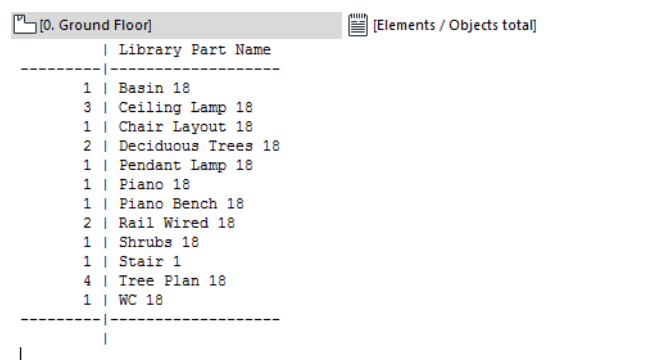 [0. Ground Floor] [Elements / Objects total]
| Library Part Name
---------|-------------------
1 | Basin 18
3 | Ceiling Lamp 18
1 | Chair Layout 18
2 | Deciduous Trees 18
1 | Pendant Lamp 18
1 | Piano 18
1 | Piano Bench 18
2 | Rail Wired 18
1 | Shrubs 18
1 | Stair 1
4 | Tree Plan 18
1 | WC 18
---------|-------------------
|